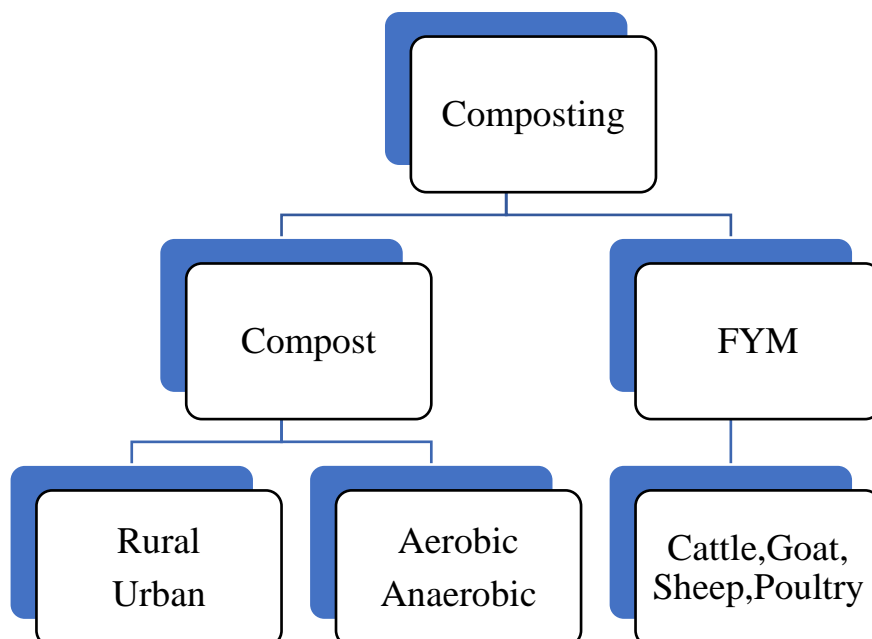 Composting
Compost
FYM
Rural
Urban
Aerobic
Anaerobic
Cattle,Goat,
Sheep,Poultry